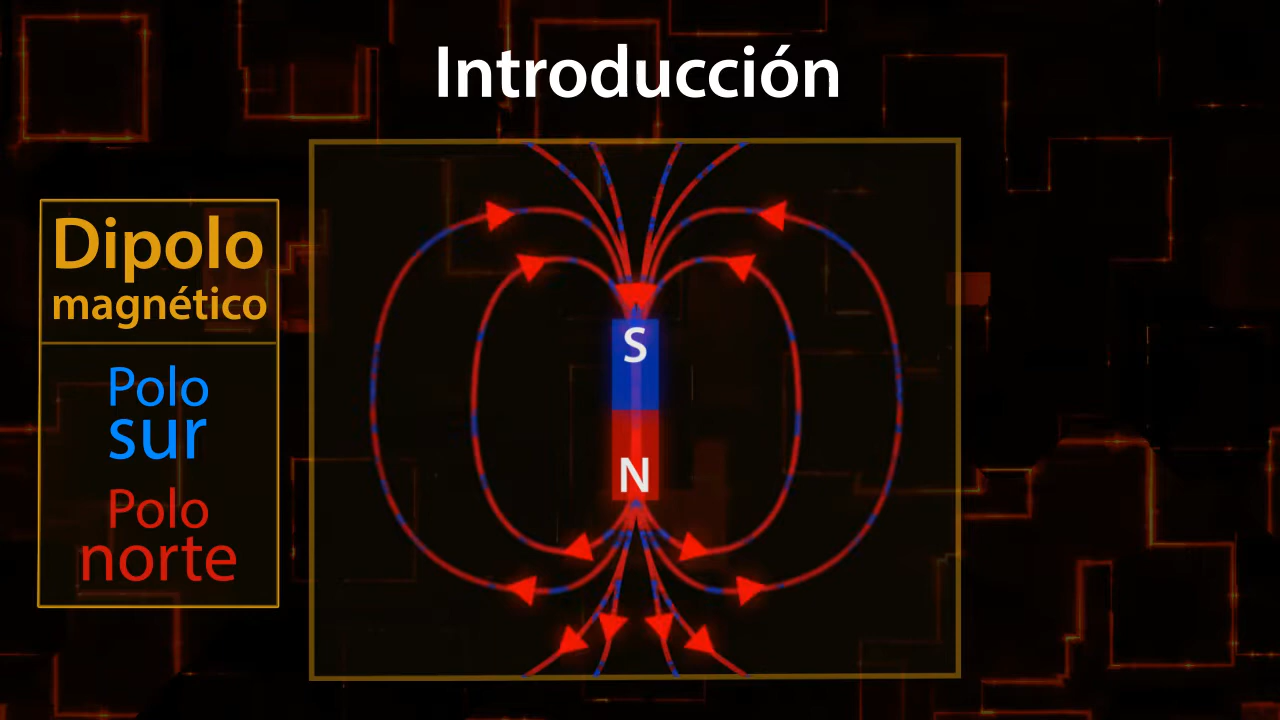 Introducción
Dipolo
magnético
Polo
sur
Polo
norte
S
N